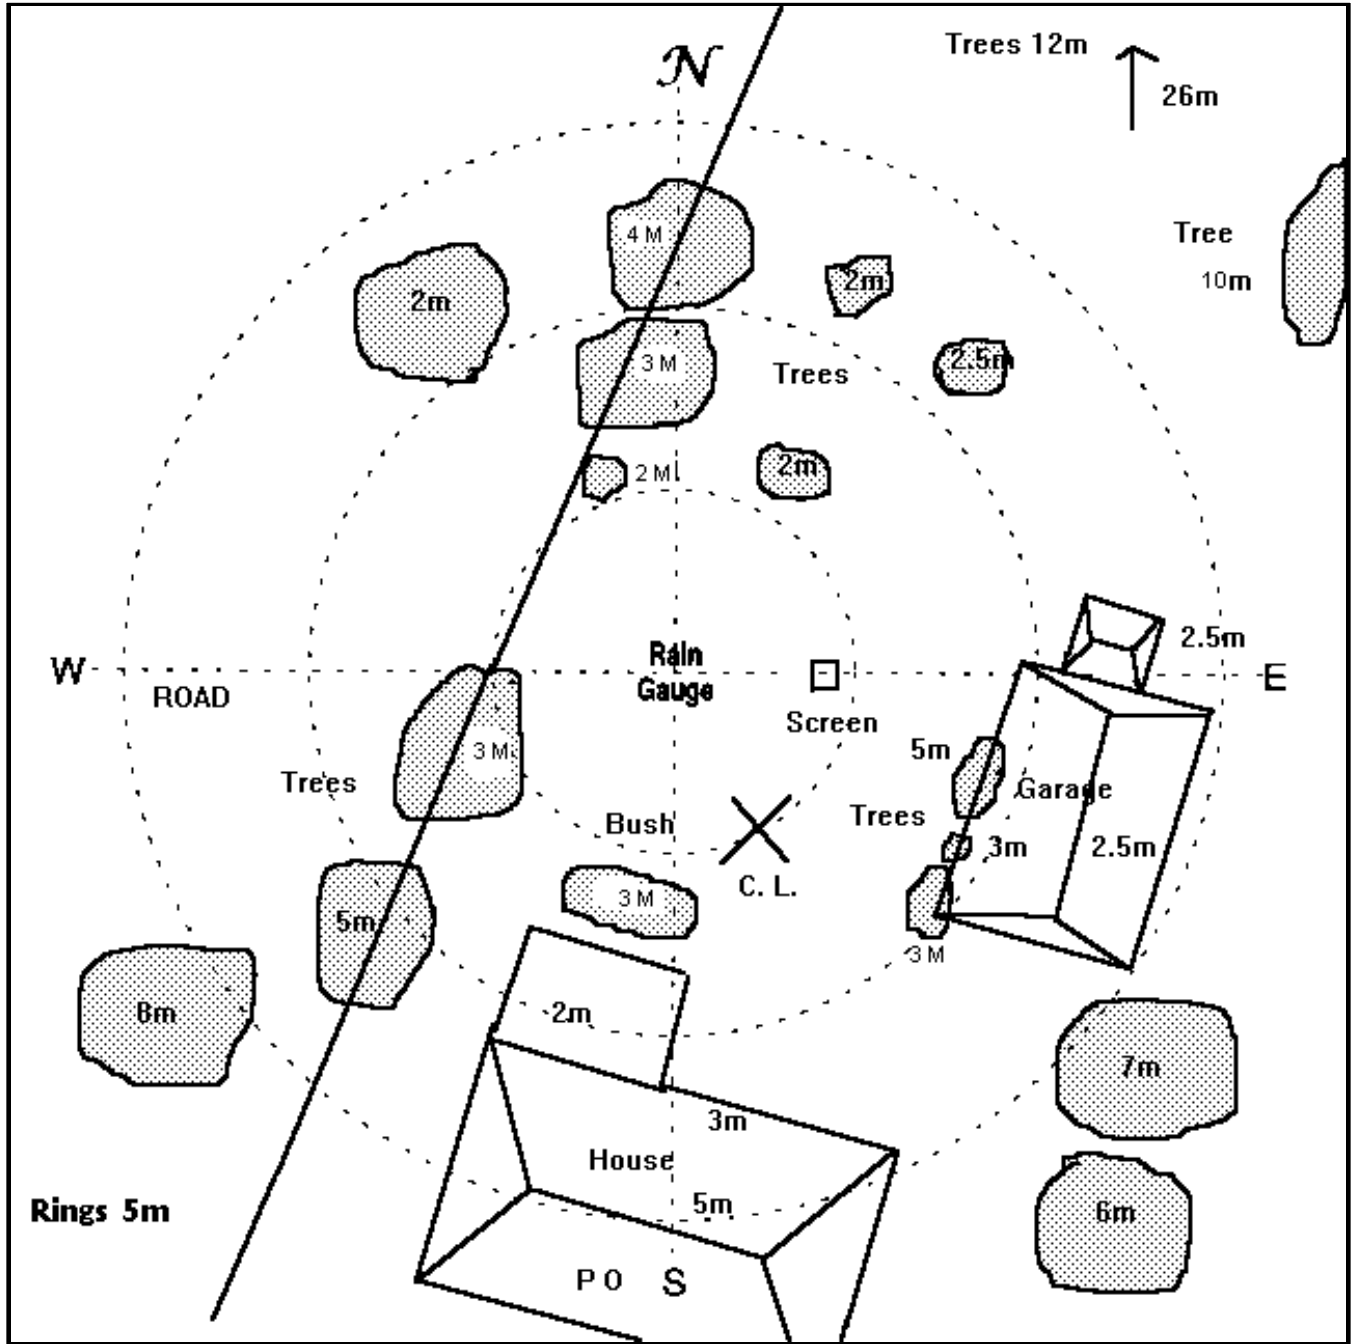 Trees 12m
N
26m
Tree
4 M
10m
2m
2m
3 M
2.5m
Trees
2 M
2m
2.5m
Rain
Gauge
W
E
ROAD
Screen
3 M
5m
Trees
Garage
Bush
Trees
3m
2.5m
C. L.
3 M
5m
3 M
8m
2m
7m
3m
House
5m
6m
Rings 5m
P O
S